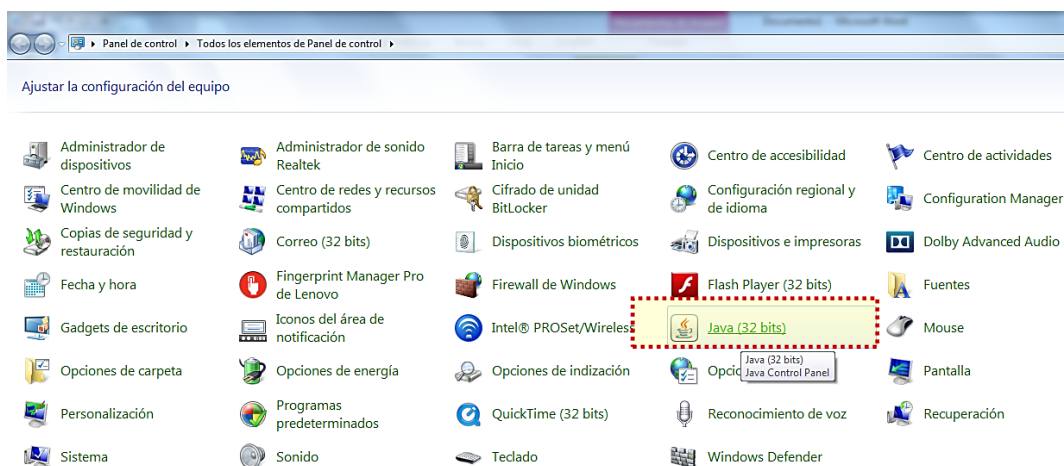 Documento1 - Microsoft Word
Panel de control
Todos los elementos de Panel de control
Ajustar la configuración del equipo
Administrador de
dispositivos
Administrador de sonido
Realtek
Barra de tareas y menú
Inicio
Centro de accesibilidad
Centro de actividades
Centro de movilidad de
Windows
Centro de redes y recursos
compartidos
Cifrado de unidad
BitLocker
Configuración regional y
de idioma
Configuration Manager
Copias de seguridad y
restauración
Correo (32 bits)
Dispositivos biométricos
Dispositivos e impresoras
Dolby Advanced Audio
Fecha y hora
Fingerprint Manager Pro
de Lenovo
Firewall de Windows
Flash Player (32 bits)
Fuentes
Gadgets de escritorio
Iconos del área de
notificación
Intel® PROSet/Wireless
Java (32 bits)
Mouse
Java (32 bits)
Java Control Panel
Opciones de carpeta
Opciones de energía
Opciones de indización
Pantalla
Personalización
Programas
predeterminados
QuickTime (32 bits)
Reconocimiento de voz
Recuperación
Sistema
Sonido
Teclado
Windows Defender